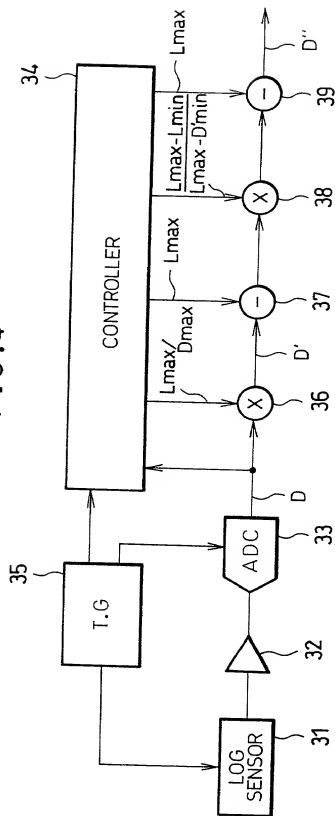 34
CONTROLLER
35
T.G
Lmax/
Dmax
Lmax
Lmax-Lmin
Lmax-D'min
Lmax
D
D'
D''
LOG
SENSOR
ADC
X
−
X
−
31
32
33
36
37
38
39